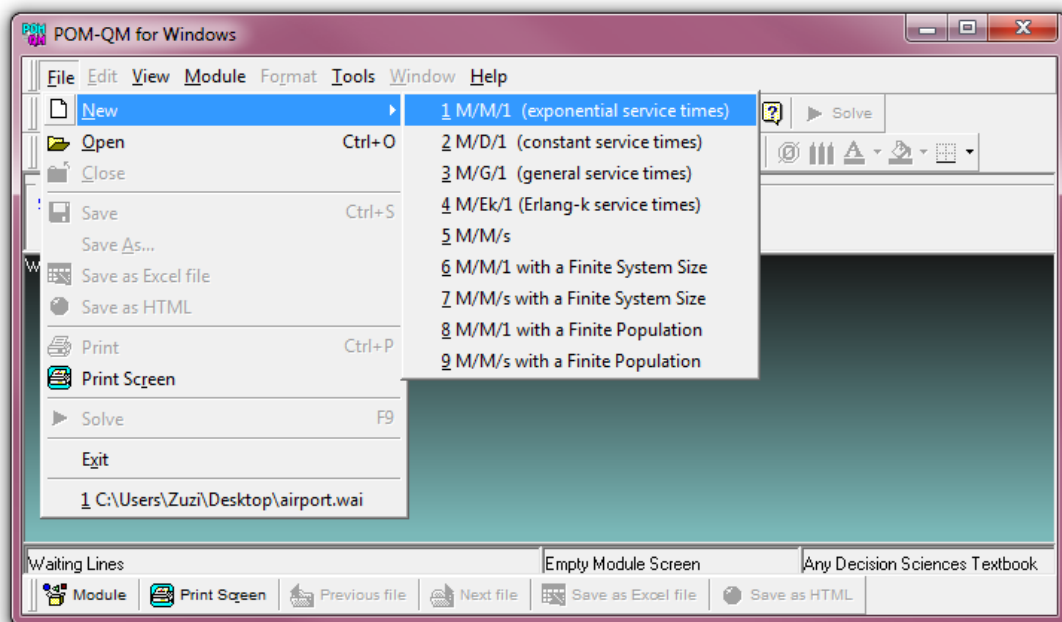 POM QM POM-QM for Windows
File Edit View Module Format Tools Window Help
New
Open Ctrl+O
Close
Save Ctrl+S
Save As...
Save as Excel file
Save as HTML
Print Ctrl+P
Print Screen
Solve F9
Exit
1 C:\Users\Zuzi\Desktop\airport.wai
1 M/M/1 (exponential service times)
2 M/D/1 (constant service times)
3 M/G/1 (general service times)
4 M/Ek/1 (Erlang-k service times)
5 M/M/s
6 M/M/1 with a Finite System Size
7 M/M/s with a Finite System Size
8 M/M/1 with a Finite Population
9 M/M/s with a Finite Population
Solve
Waiting Lines Empty Module Screen Any Decision Sciences Textbook
Module Print Screen Previous file Next file Save as Excel file Save as HTML